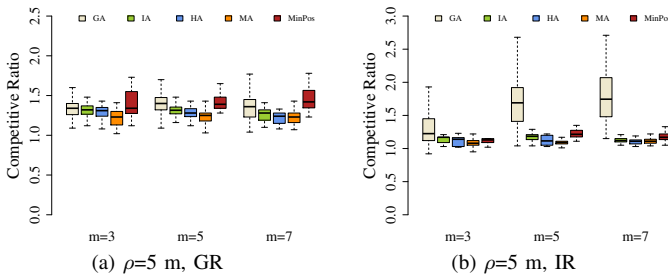 GA IA HA MA MinPos
Competitive Ratio
0.0 0.5 1.0 1.5 2.0 2.5
m=3 m=5 m=7
(a) ρ=5 m, GR
GA IA HA MA MinPos
Competitive Ratio
0.0 0.5 1.0 1.5 2.0 2.5 3.0
m=3 m=5 m=7
(b) ρ=5 m, IR